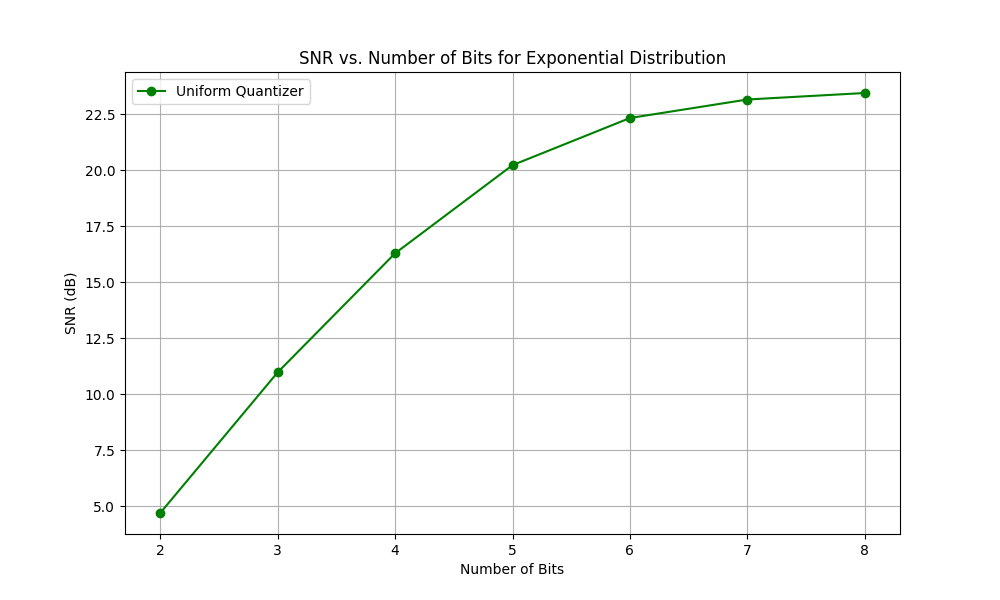 SNR vs. Number of Bits for Exponential Distribution
Uniform Quantizer
22.5
20.0
17.5
15.0
12.5
10.0
7.5
5.0
SNR (dB)
2 3 4 5 6 7 8
Number of Bits